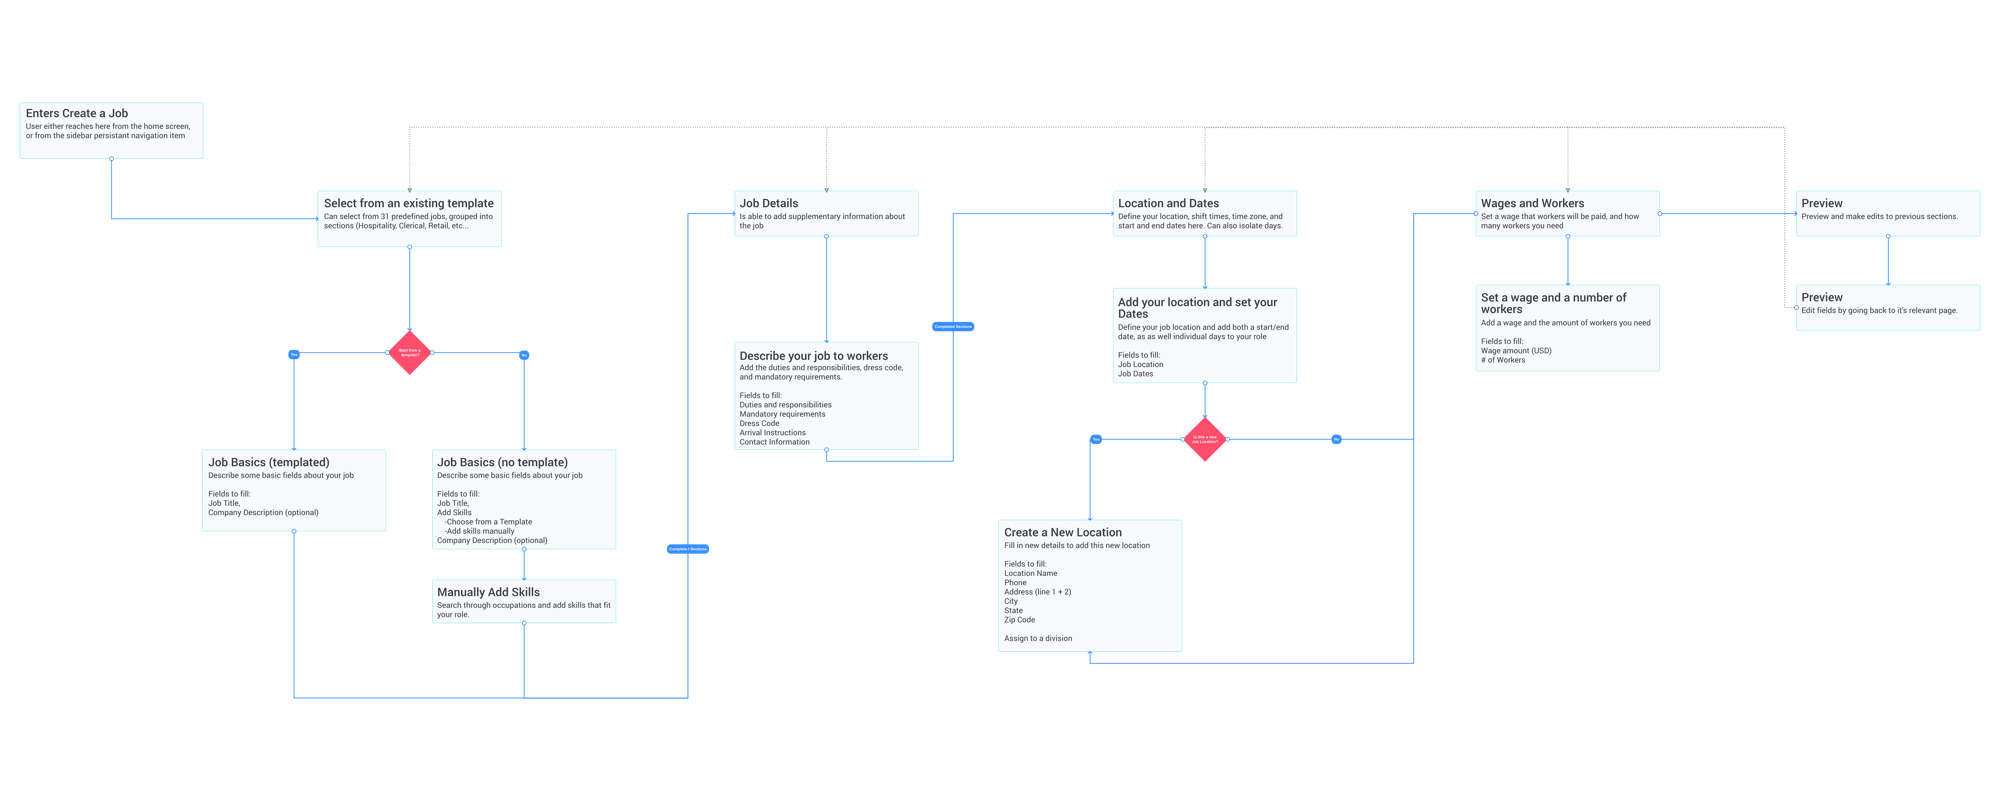 Enters Create a Job
User either reaches here from the home screen,
or from the sidebar persistant navigation item
Select from an existing template
Can select from 31 predefined jobs, grouped into
sections (Hospitality, Clerical, Retail, etc...
Start from a
template?
Yes
No
Job Basics (templated)
Describe some basic fields about your job
Fields to fill:
Job Title,
Company Description (optional)
Job Basics (no template)
Describe some basic fields about your job
Fields to fill:
Job Title,
Add Skills
-Choose from a Template
-Add skills manually
Company Description (optional)
Manually Add Skills
Search through occupations and add skills that fit
your role.
Completed Sections
Job Details
Is able to add supplementary information about
the job
Describe your job to workers
Add the duties and responsibilities, dress code,
and mandatory requirements.
Fields to fill:
Duties and responsibilities
Mandatory requirements
Dress Code
Arrival Instructions
Contact Information
Completed Sections
Location and Dates
Define your location, shift times, time zone, and
start and end dates here. Can also isolate days.
Add your location and set your
Dates
Define your job location and add both a start/end
date, as as well individual days to your role
Fields to fill:
Job Location
Job Dates
Is this a new
Job Location?
Yes
No
Create a New Location
Fill in new details to add this new location
Fields to fill:
Location Name
Phone
Address (line 1 + 2)
City
State
Zip Code
Assign to a division
Wages and Workers
Set a wage that workers will be paid, and how
many workers you need
Set a wage and a number of
workers
Add a wage and the amount of workers you need
Fields to fill:
Wage amount (USD)
# of Workers
Preview
Preview and make edits to previous sections.
Preview
Edit fields by going back to it's relevant page.